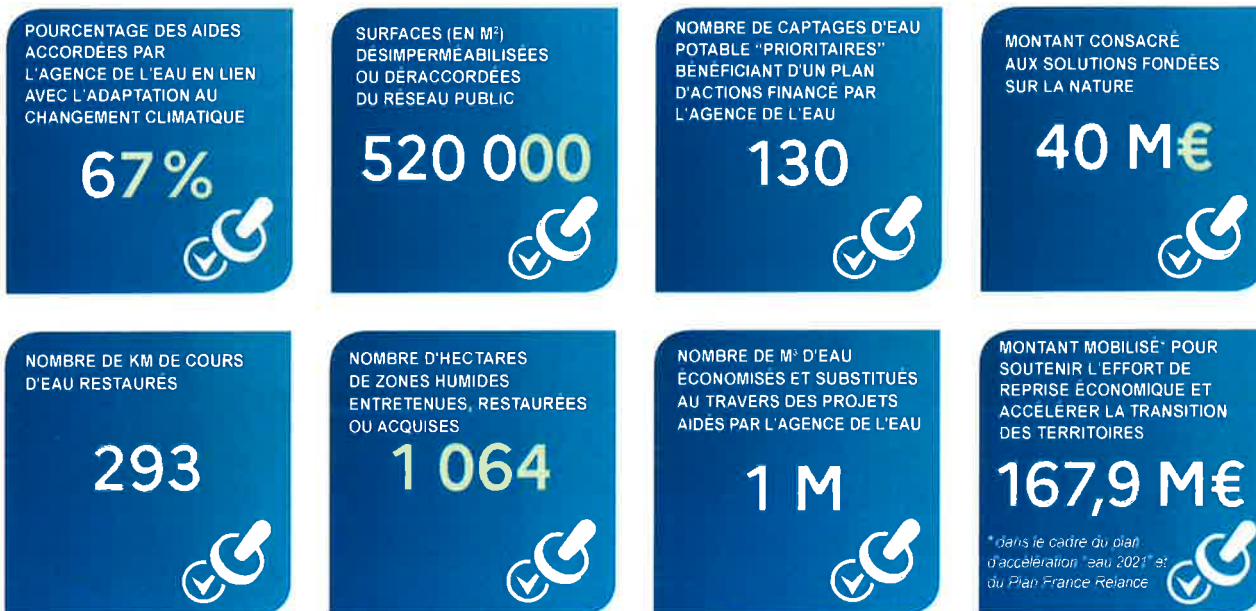 POURCENTAGE DES AIDES
ACCORDÉES PAR
L'AGENCE DE L'EAU EN LIEN
AVEC L'ADAPTATION AU
CHANGEMENT CLIMATIQUE
67%
SURFACES (EN M²)
DÉSIMPERMÉABILISÉES
OU DÉRACCORDÉES
DU RÉSEAU PUBLIC
520 000
NOMBRE DE CAPTAGES D'EAU
POTABLE "PRIORITAIRES"
BÉNÉFICIANT D'UN PLAN
D'ACTIONS FINANCÉ PAR
L'AGENCE DE L'EAU
130
MONTANT CONSACRÉ
AUX SOLUTIONS FONDÉES
SUR LA NATURE
40 M€
NOMBRE DE KM DE COURS
D'EAU RESTAURÉS
293
NOMBRE D'HECTARES
DE ZONES HUMIDES
ENTRETENUES, RESTAURÉES
OU ACQUISES
1 064
NOMBRE DE M³ D'EAU
ÉCONOMISÉS ET SUBSTITUÉS
AU TRAVERS DES PROJETS
AIDÉS PAR L'AGENCE DE L'EAU
1 M
MONTANT MOBILISÉ* POUR
SOUTENIR L'EFFORT DE
REPRISE ÉCONOMIQUE ET
ACCÉLÉRER LA TRANSITION
DES TERRITOIRES
167,9 M€
*dans le cadre du plan
d'accélération "eau 2021" et
du Plan France Relance